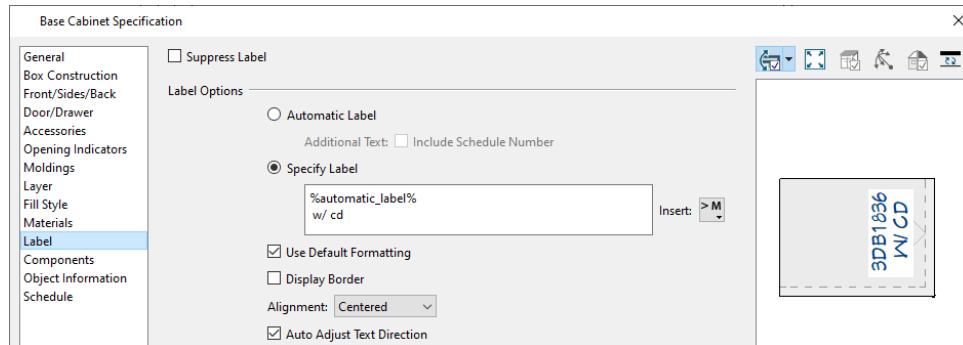 Base Cabinet Specification
General
Box Construction
Front/Sides/Back
Door/Drawer
Accessories
Opening Indicators
Moldings
Layer
Fill Style
Materials
Label
Components
Object Information
Schedule
Suppress Label
Label Options
Automatic Label
Additional Text: Include Schedule Number
Specify Label
%automatic_label%
w/ cd
Insert: >M
Use Default Formatting
Display Border
Alignment: Centered
Auto Adjust Text Direction
3DB1836
W/ CD